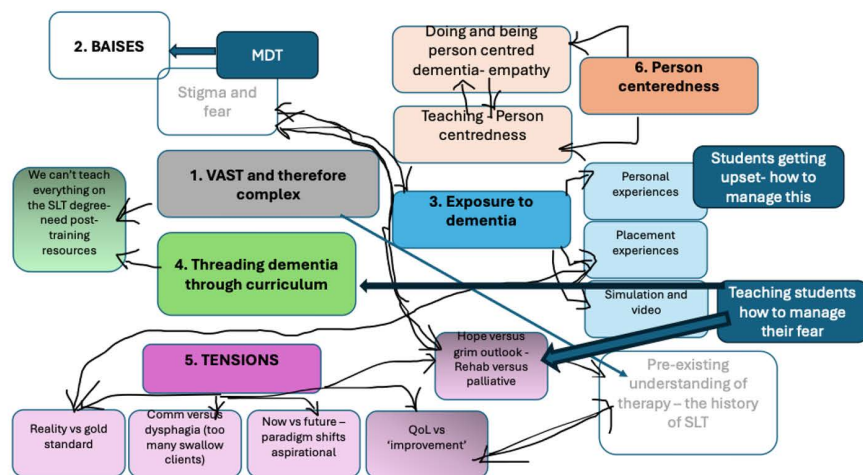 2. BAISES
MDT
Stigma and
fear
Doing and being
person centred
dementia- empathy
Teaching - Person
centredness
6. Person
centeredness
We can't teach
everything on
the SLT degree-
need post-
training
resources
1. VAST and therefore
complex
3. Exposure to
dementia
Personal
experiences
Students getting
upset- how to
manage this
Placement
experiences
4. Threading dementia
through curriculum
Simulation and
video
Teaching students
how to manage
their fear
5. TENSIONS
Hope versus
grim outlook -
Rehab versus
palliative
Pre-existing
understanding of
therapy – the history
of SLT
Reality vs gold
standard
Comm versus
dysphagia (too
many swallow
clients)
Now vs future –
paradigm shifts
aspirational
QoL vs
'improvement'